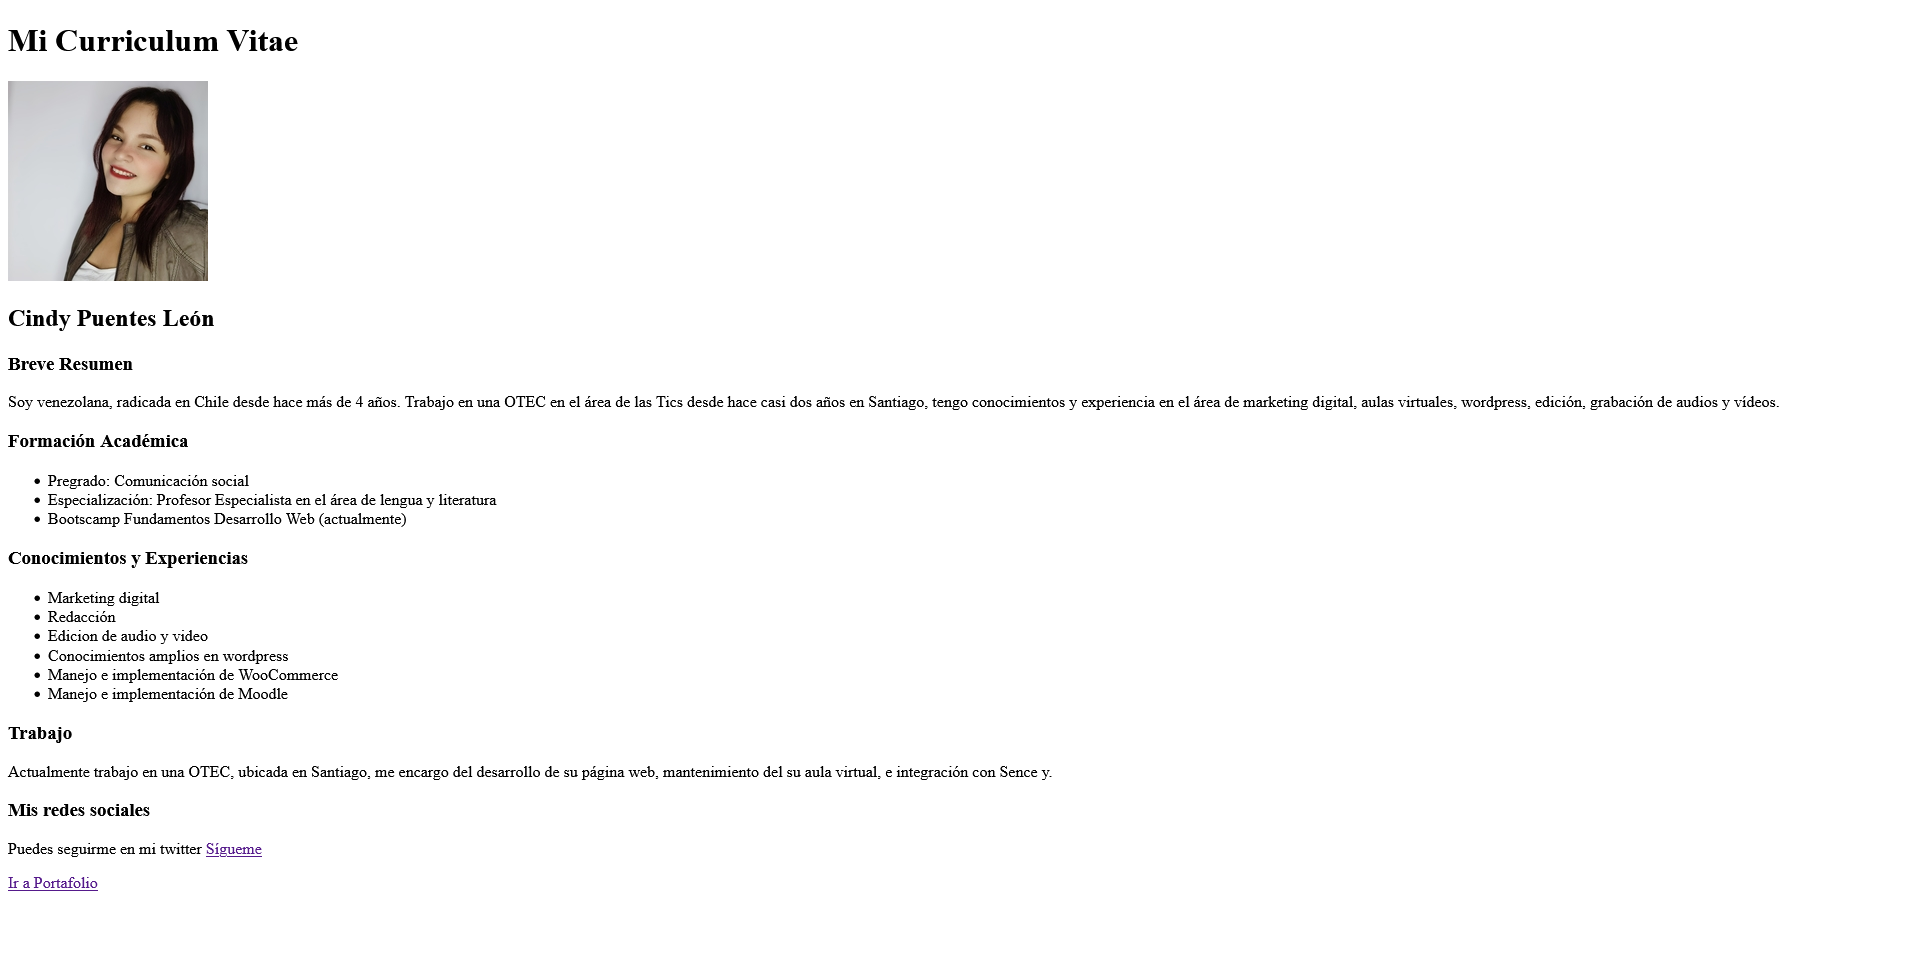 Mi Curriculum Vitae
Cindy Puentes León
Breve Resumen
Soy venezolana, radicada en Chile desde hace más de 4 años. Trabajo en una OTEC en el área de las Tics desde hace casi dos años en Santiago, tengo conocimientos y experiencia en el área de marketing digital, aulas virtuales, wordpress, edición, grabación de audios y vídeos.
Formación Académica
• Pregrado: Comunicación social
• Especialización: Profesor Especialista en el área de lengua y literatura
• Bootscamp Fundamentos Desarrollo Web (actualmente)
Conocimientos y Experiencias
• Marketing digital
• Redacción
• Edicion de audio y video
• Conocimientos amplios en wordpress
• Manejo e implementación de WooCommerce
• Manejo e implementación de Moodle
Trabajo
Actualmente trabajo en una OTEC, ubicada en Santiago, me encargo del desarrollo de su página web, mantenimiento del su aula virtual, e integración con Sence y.
Mis redes sociales
Puedes seguirme en mi twitter Sígueme
Ir a Portafolio